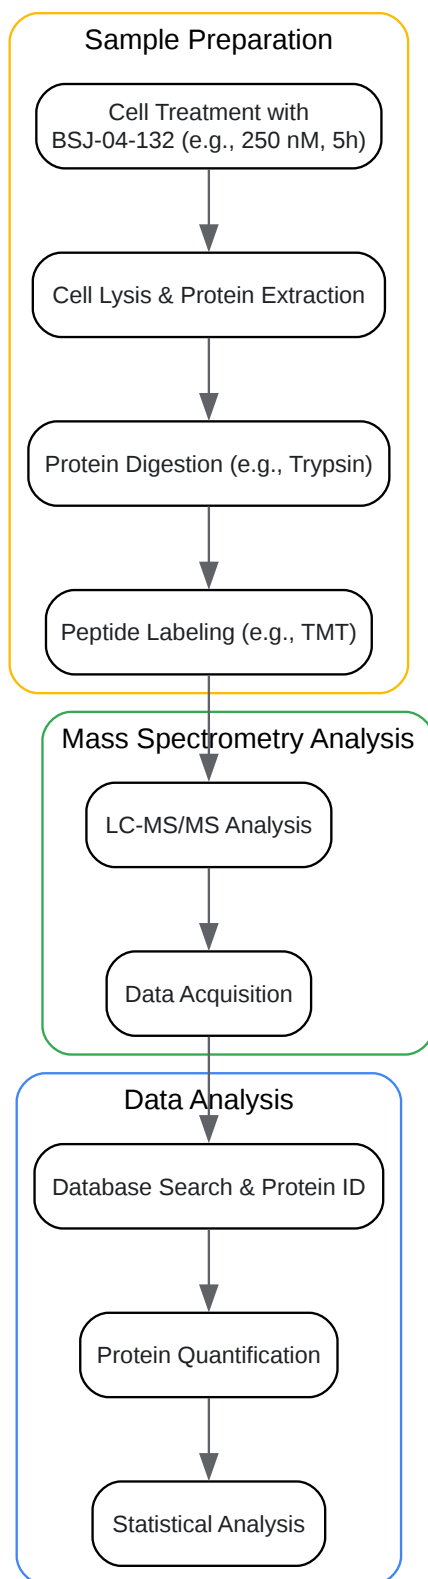 Sample Preparation
Cell Treatment with
BSJ-04-132 (e.g., 250 nM, 5h)
Cell Lysis & Protein Extraction
Protein Digestion (e.g., Trypsin)
Peptide Labeling (e.g., TMT)
Mass Spectrometry Analysis
LC-MS/MS Analysis
Data Acquisition
Data Analysis
Database Search & Protein ID
Protein Quantification
Statistical Analysis